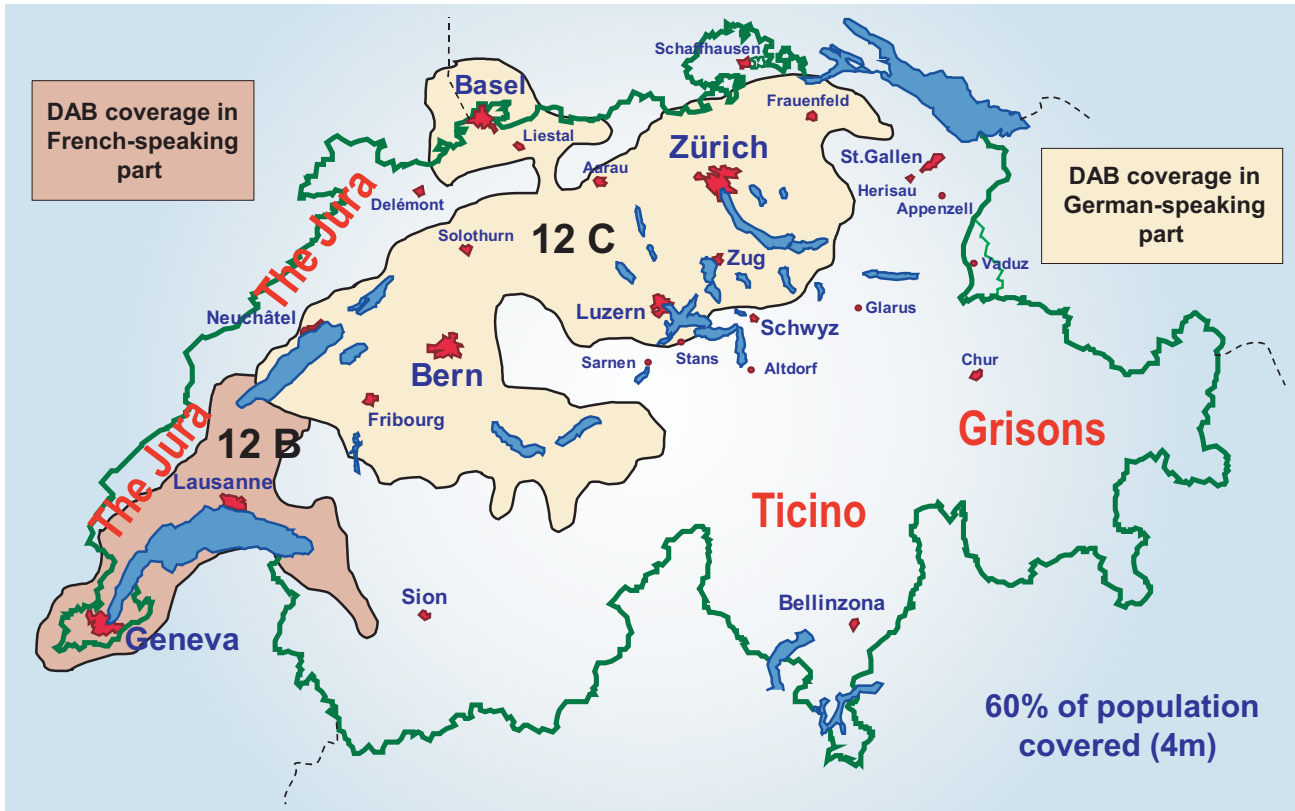 DAB coverage in
French-speaking
part
Schaffhausen
Basel
Frauenfeld
Liestal
Zürich
St.Gallen
Aarau
Herisau
Delémont
Appenzell
DAB coverage in
German-speaking
part
The Jura
Solothurn
12 C
Zug
Vaduz
Neuchâtel
Luzern
Schwyz
Glarus
Bern
Sarnen
Stans
Altdorf
Chur
Fribourg
Grisons
The Jura
12 B
Lausanne
Ticino
Sion
Bellinzona
Geneva
60% of population
covered (4m)